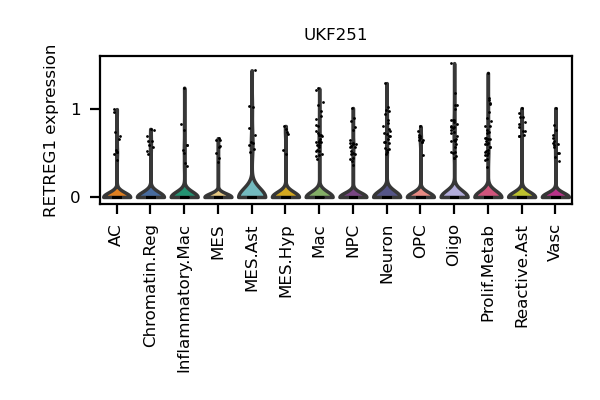 UKF251
RETREG1 expression
1
0
AC
Chromatin.Reg
Inflammatory.Mac
MES
MES.Ast
MES.Hyp
Mac
NPC
Neuron
OPC
Oligo
Prolif.Metab
Reactive.Ast
Vasc